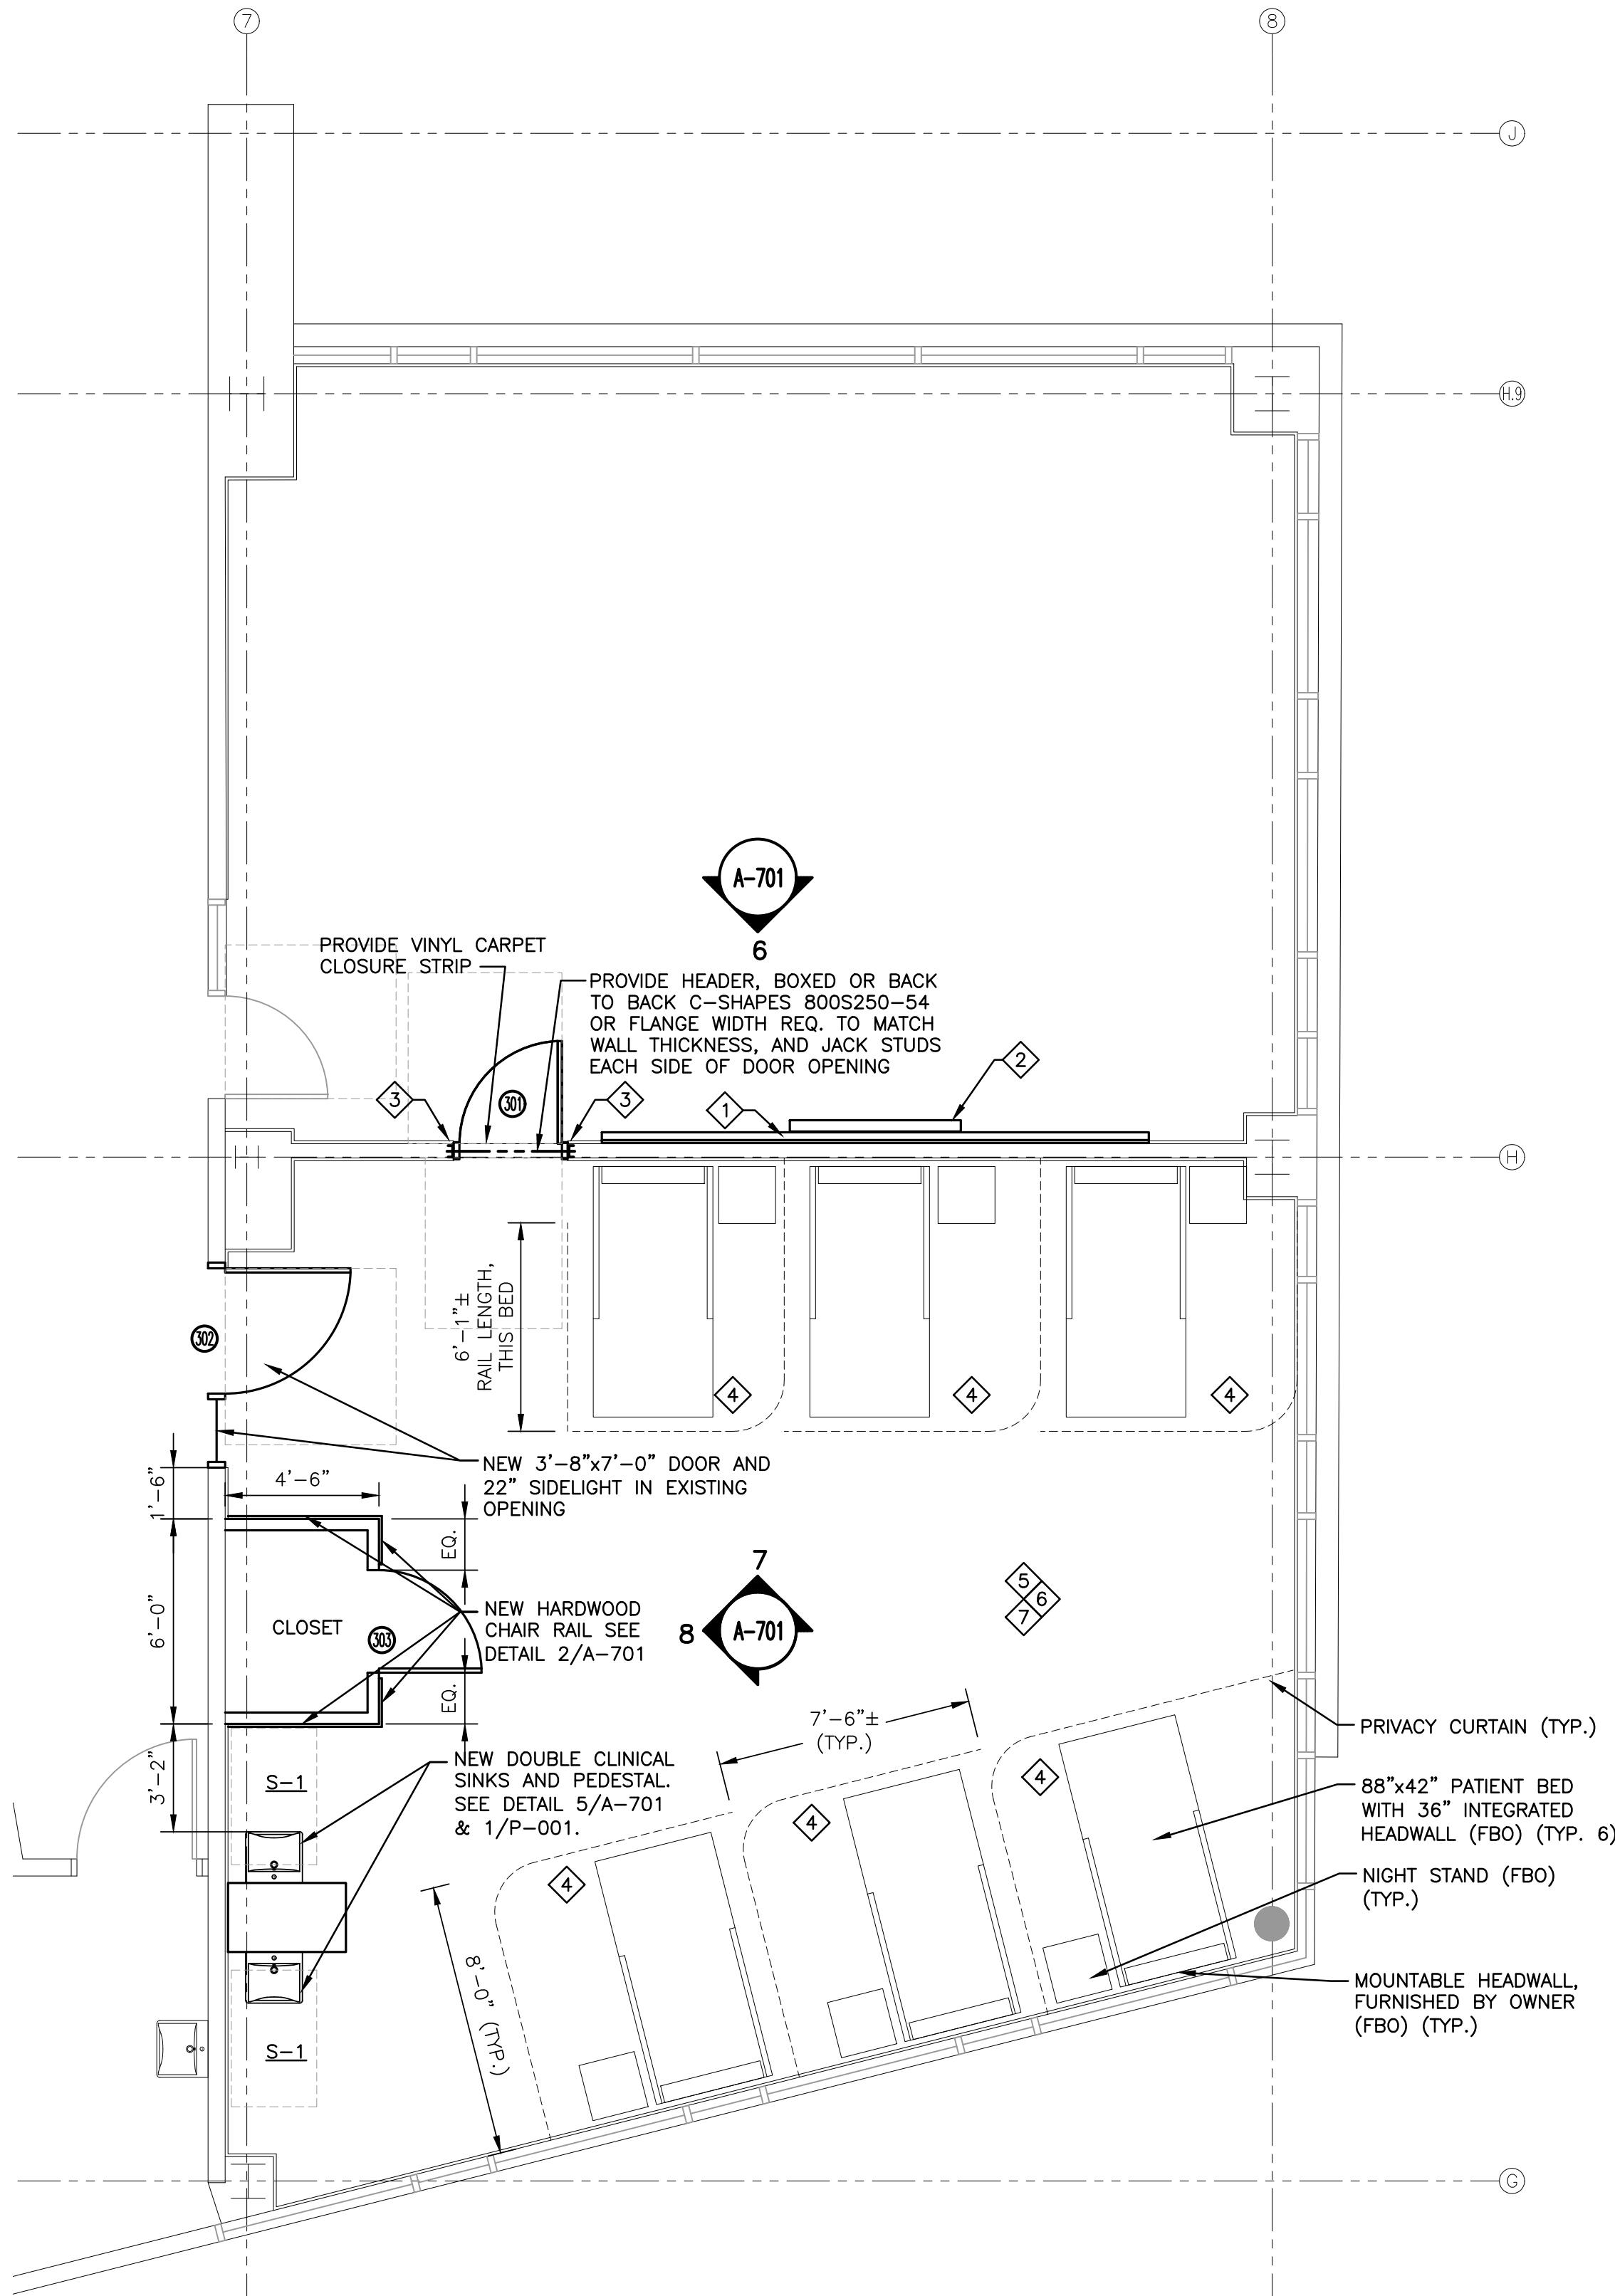 7
8
J
H.9
A-701
6
PROVIDE VINYL CARPET
CLOSURE STRIP
PROVIDE HEADER, BOXED OR BACK
TO BACK C-SHAPES 800S250-54
OR FLANGE WIDTH REQ. TO MATCH
WALL THICKNESS, AND JACK STUDS
EACH SIDE OF DOOR OPENING
2
3
301
3
1
H
6'-1"±
RAIL LENGTH,
THIS BED
302
4
4
4
NEW 3'-8"x7'-0" DOOR AND
22" SIDELIGHT IN EXISTING
OPENING
1'-6"
4'-6"
EQ.
7
5
6
7
6'-0"
CLOSET
303
NEW HARDWOOD
CHAIR RAIL SEE
DETAIL 2/A-701
8
A-701
EQ.
7'-6"±
(TYP.)
PRIVACY CURTAIN (TYP.)
3'-2"
S-1
NEW DOUBLE CLINICAL
SINKS AND PEDESTAL.
SEE DETAIL 5/A-701
& 1/P-001.
4
4
4
88"x42" PATIENT BED
WITH 36" INTEGRATED
HEADWALL (FBO) (TYP. 6)
NIGHT STAND (FBO)
(TYP.)
8'-0" (TYP.)
MOUNTABLE HEADWALL,
FURNISHED BY OWNER
(FBO) (TYP.)
S-1
G